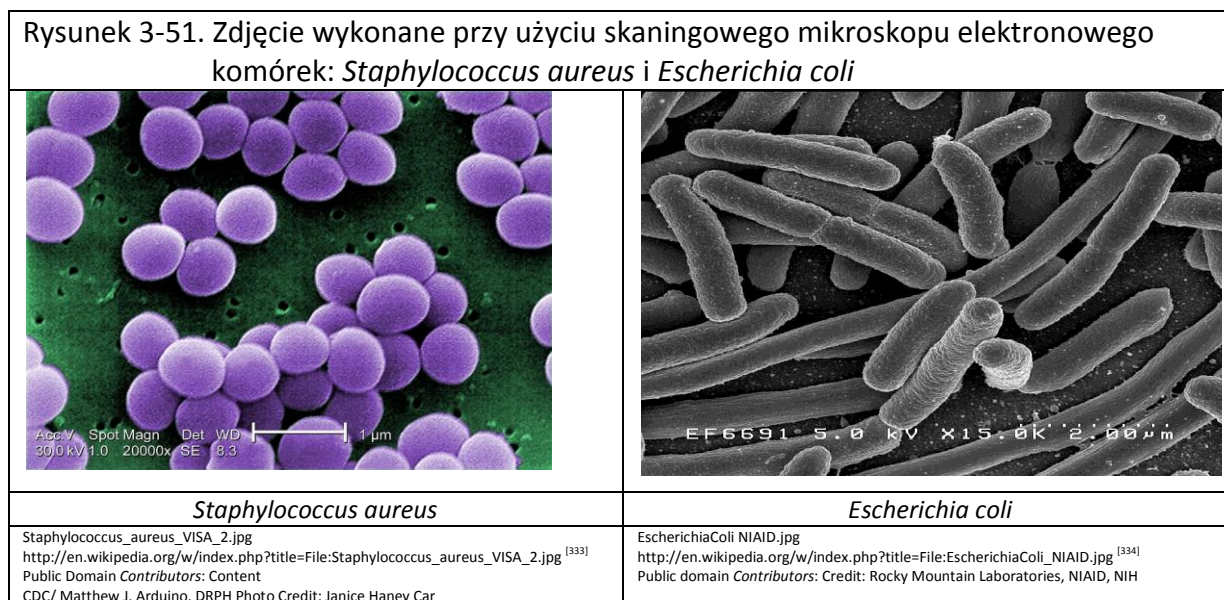 Rysunek 3-51. Zdjęcie wykonane przy użyciu skaningowego mikroskopu elektronowego
komórek: Staphylococcus aureus i Escherichia coli
Acc.V Spot Magn Det WD 1 µm
30.0 kV 1.0 20000x SE 8.3
EF6691 5.0 kV X15.0K 2.00µm
Staphylococcus aureus
Escherichia coli
Staphylococcus_aureus_VISA_2.jpg
http://en.wikipedia.org/w/index.php?title=File:Staphylococcus_aureus_VISA_2.jpg [333]
Public Domain Contributors: Content
CDC/ Matthew J. Arduino, DRPH Photo Credit: Janice Haney Car
EscherichiaColi NIAID.jpg
http://en.wikipedia.org/w/index.php?title=File:EscherichiaColi_NIAID.jpg [334]
Public domain Contributors: Credit: Rocky Mountain Laboratories, NIAID, NIH